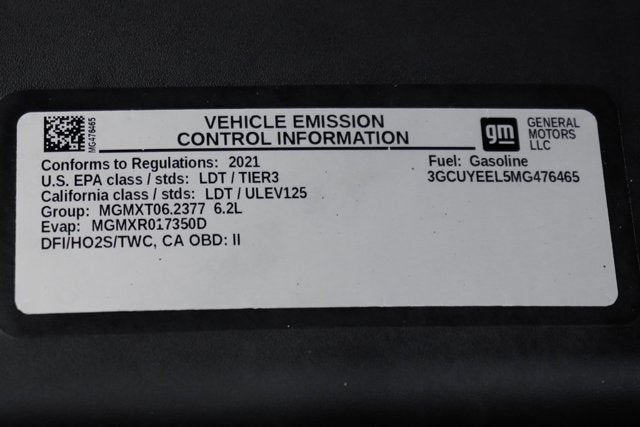 MG476465
VEHICLE EMISSION
CONTROL INFORMATION
gm
GENERAL
MOTORS
LLC
Conforms to Regulations: 2021
U.S. EPA class / stds: LDT / TIER3
California class / stds: LDT / ULEV125
Group: MGMXT06.2377 6.2L
Evap: MGMXR017350D
DFI/HO2S/TWC, CA OBD: II
Fuel: Gasoline
3GCUYEEL5MG476465